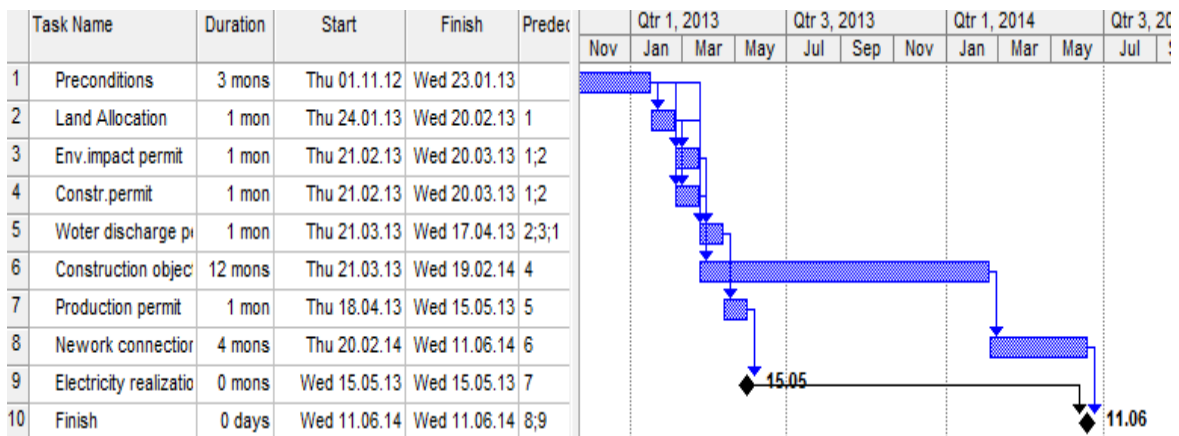 Task Name Duration Start Finish Predec Qtr 1, 2013 Qtr 3, 2013 Qtr 1, 2014 Qtr 3, 20
Nov Jan Mar May Jul Sep Nov Jan Mar May Jul S
1 Preconditions 3 mons Thu 01.11.12 Wed 23.01.13
2 Land Allocation 1 mon Thu 24.01.13 Wed 20.02.13 1
3 Env.impact permit 1 mon Thu 21.02.13 Wed 20.03.13 1;2
4 Constr.permit 1 mon Thu 21.02.13 Wed 20.03.13 1;2
5 Woter discharge pe 1 mon Thu 21.03.13 Wed 17.04.13 2;3;1
6 Construction object 12 mons Thu 21.03.13 Wed 19.02.14 4
7 Production permit 1 mon Thu 18.04.13 Wed 15.05.13 5
8 Nework connection 4 mons Thu 20.02.14 Wed 11.06.14 6
9 Electricity realizatio 0 mons Wed 15.05.13 Wed 15.05.13 7 15.05
10 Finish 0 days Wed 11.06.14 Wed 11.06.14 8;9 11.06